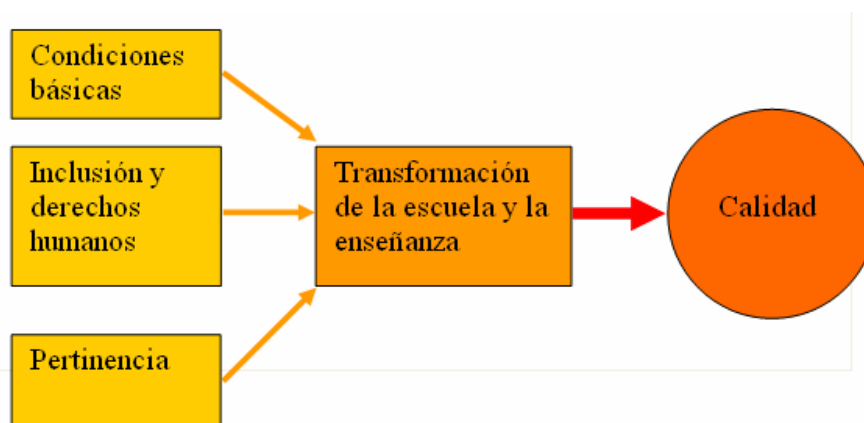 Condiciones
básicas
Inclusión y
derechos
humanos
Pertinencia
Transformación
de la escuela y la
enseñanza
Calidad